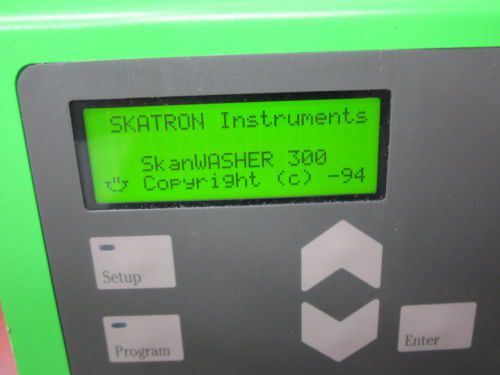 SKATRON Instruments
SkanWASHER 300
Copyright (c) -94
Setup
Program
Enter